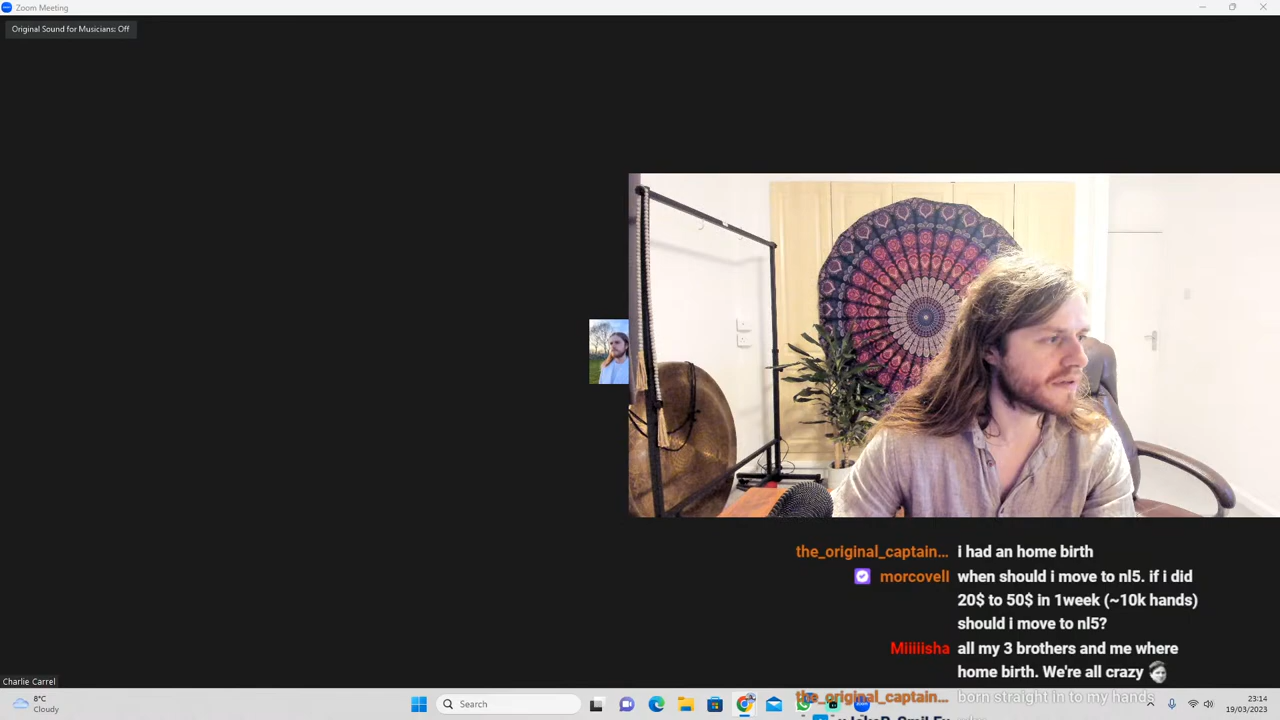 Zoom Meeting
Original Sound for Musicians: Off
the_original_captain... i had an home birth
morcovell when should i move to nl5. if i did
20$ to 50$ in 1week (~10k hands)
should i move to nl5?
Miiiiisha all my 3 brothers and me where
home birth. We're all crazy
Charlie Carrel
the_original_captain... born straight in to my hands
8°C
Cloudy
Search
23:14
19/03/2023